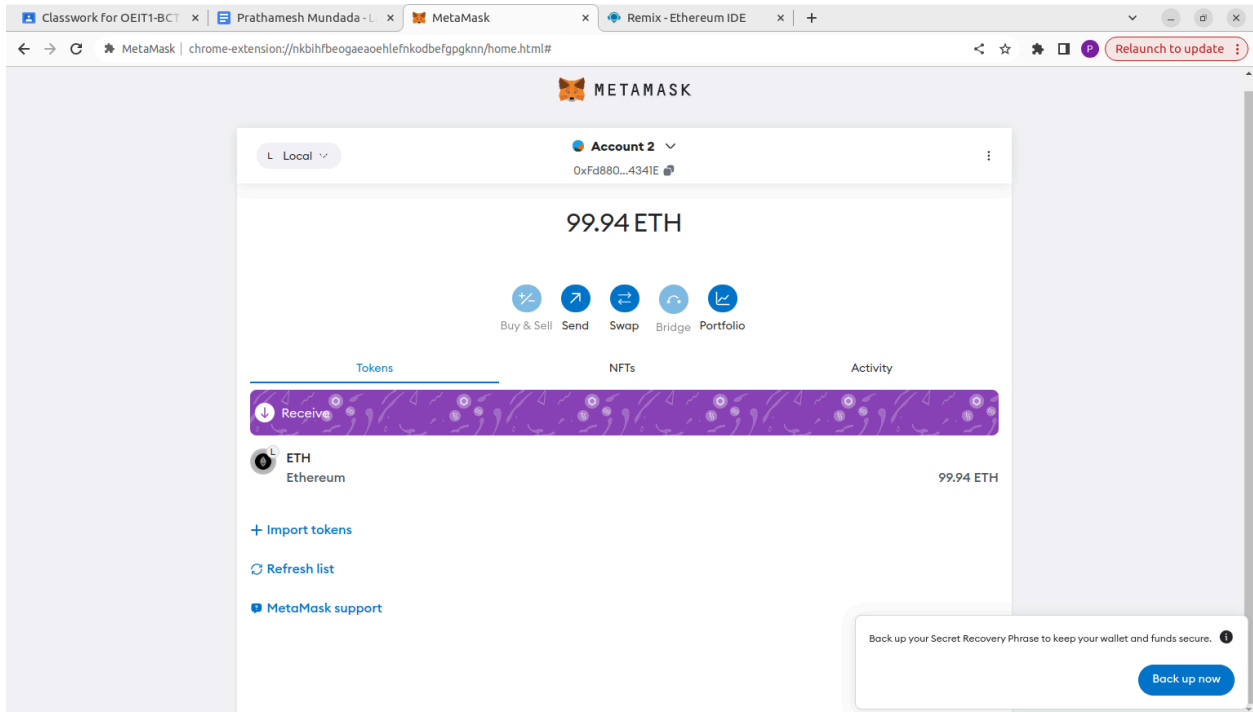 Classwork for OEIT1-BCT
Prathamesh Mundada - L
MetaMask
Remix - Ethereum IDE
MetaMask | chrome-extension://nkbihfbeogaeaoehlefnkodbefgpgknn/home.html#
P
Relaunch to update
METAMASK
L Local
Account 2
0xFd880...4341E
99.94 ETH
Buy & Sell Send Swap Bridge Portfolio
Tokens NFTs Activity
Receive
L
ETH
Ethereum
99.94 ETH
+ Import tokens
Refresh list
MetaMask support
Back up your Secret Recovery Phrase to keep your wallet and funds secure.
Back up now